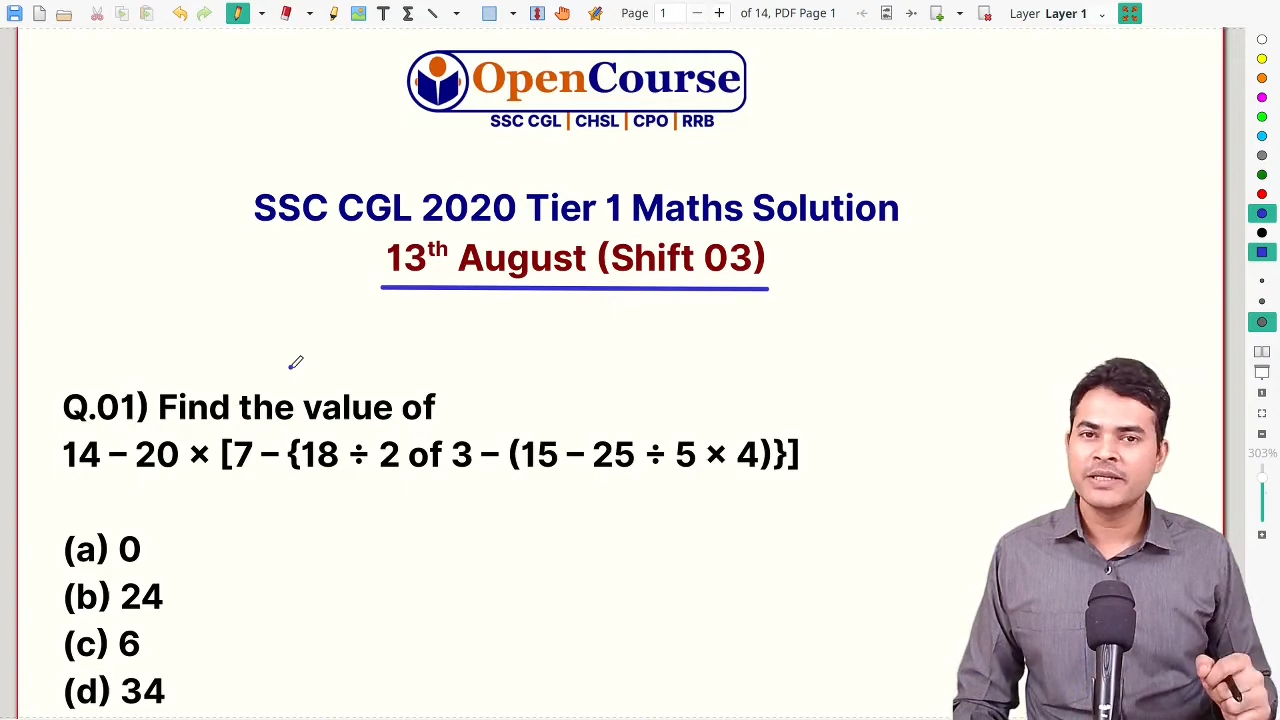 Page 1 of 14, PDF Page 1 Layer Layer 1
OpenCourse
SSC CGL | CHSL | CPO | RRB
SSC CGL 2020 Tier 1 Maths Solution
13th August (Shift 03)
Q.01) Find the value of
14 – 20 × [7 – {18 ÷ 2 of 3 – (15 – 25 ÷ 5 × 4)}]
(a) 0
(b) 24
(c) 6
(d) 34
303%